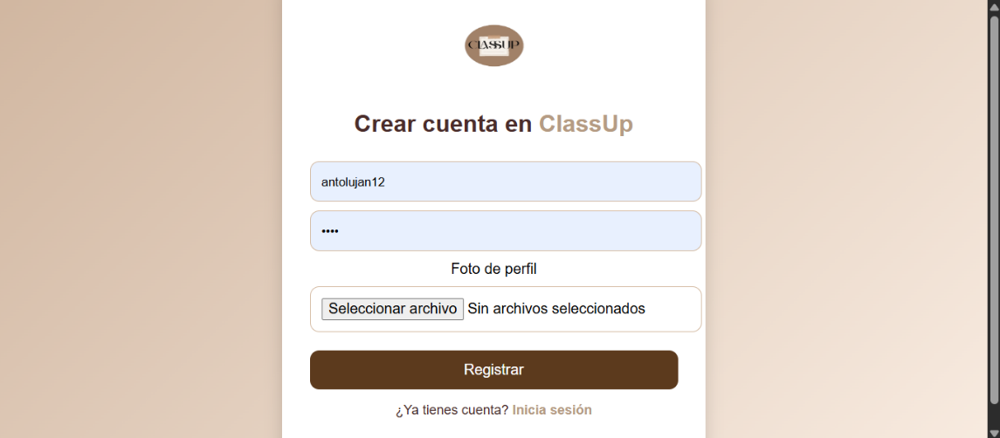 CLASSUP
Crear cuenta en ClassUp
antolujan12
••••
Foto de perfil
Seleccionar archivo Sin archivos seleccionados
Registrar
¿Ya tienes cuenta? Inicia sesión